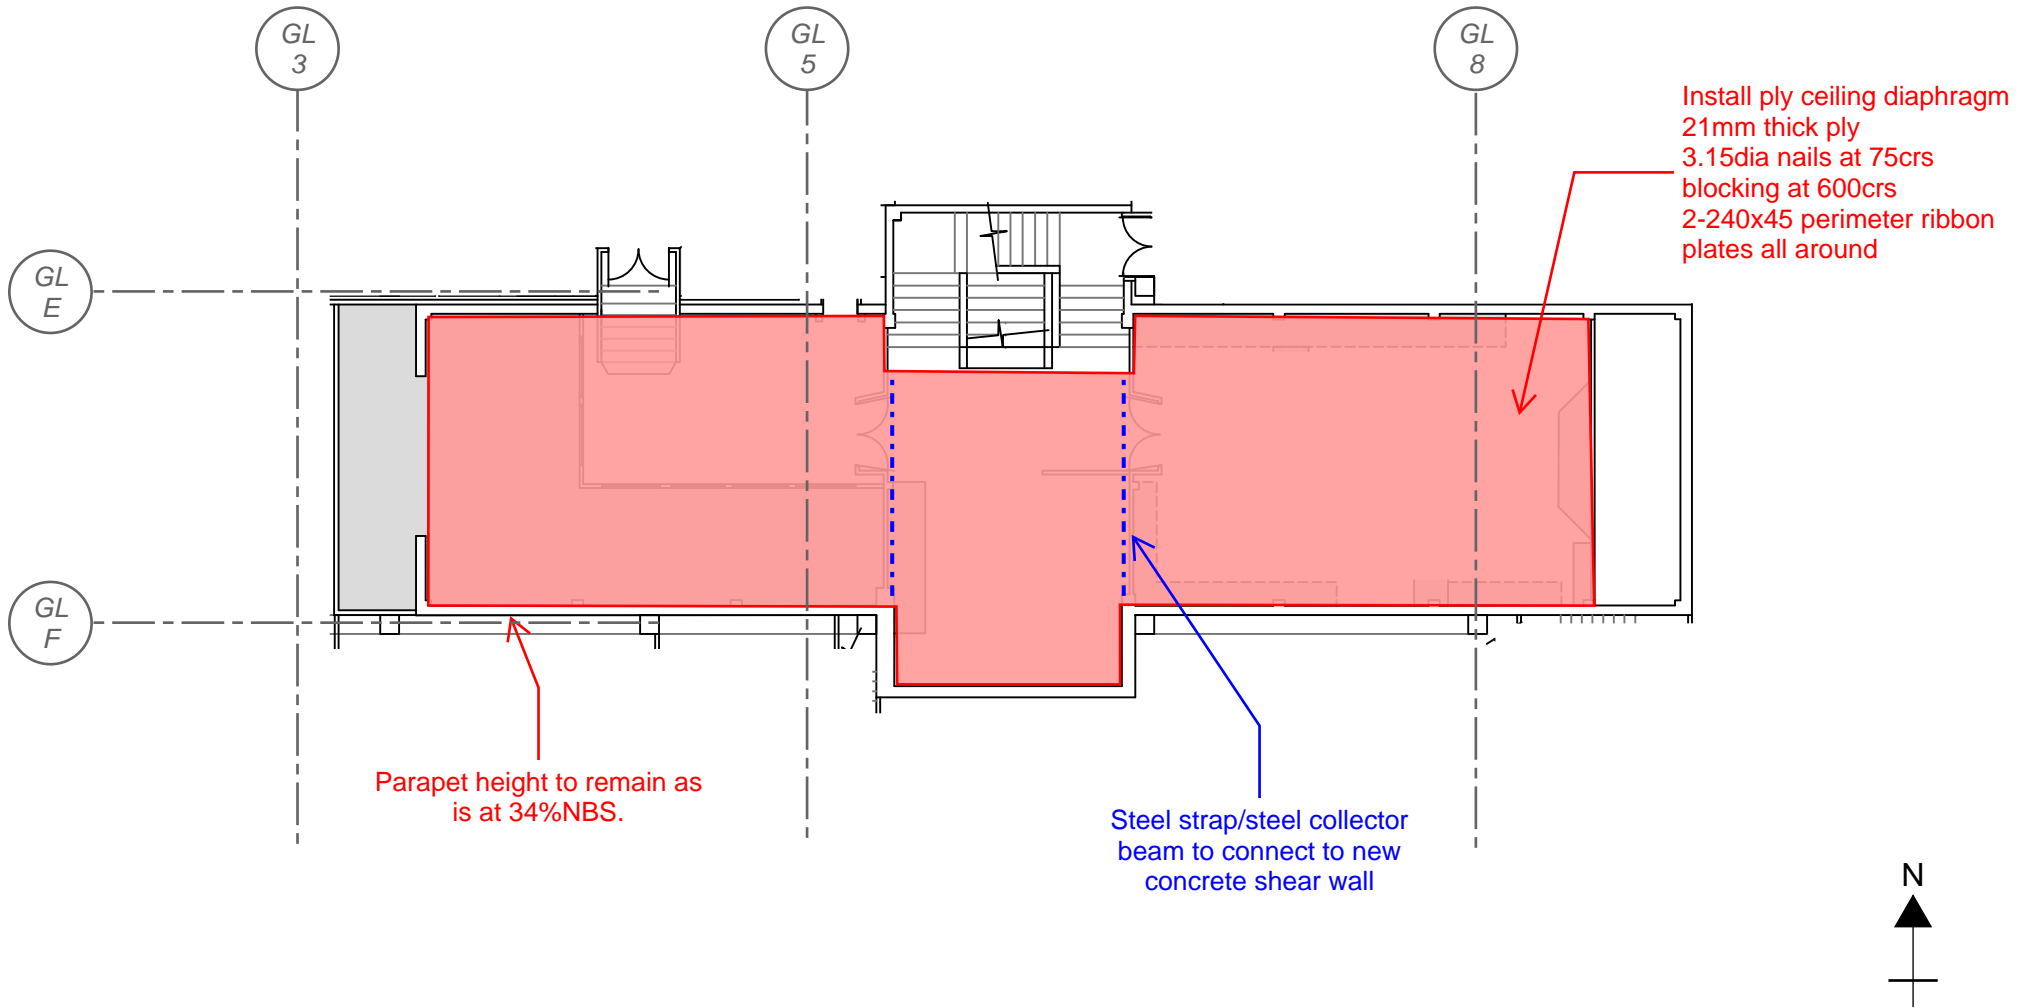 GL
3
GL
5
GL
8
Install ply ceiling diaphragm
21mm thick ply
3.15dia nails at 75crs
blocking at 600crs
2-240x45 perimeter ribbon
plates all around
GL
E
GL
F
Parapet height to remain as
is at 34%NBS.
Steel strap/steel collector
beam to connect to new
concrete shear wall
N